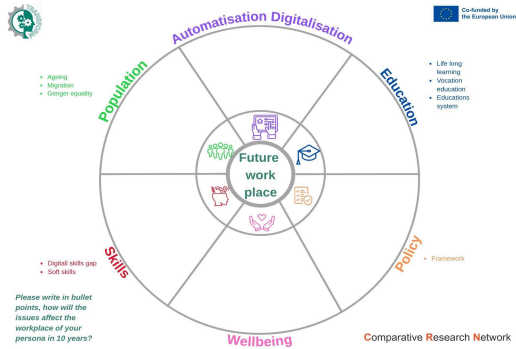 TRANSFORM
Co-funded by
the European Union
Automatisation Digitalisation
Population
Ageing
Migration
Genger equality
Education
Life long
learning
Vocation
education
Educations
system
Future
work
place
Skills
Digitall skills gap
Soft skills
Policy
Framework
Wellbeing
Please write in bullet
points, how will the
issues affect the
workplace of your
persona in 10 years?
Comparative Research Network